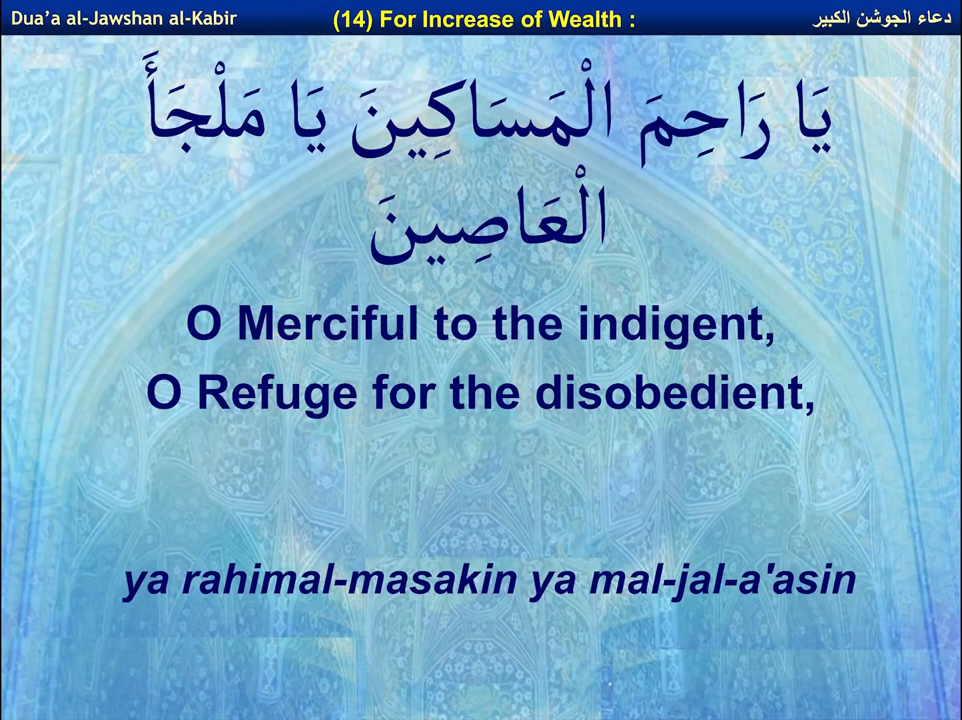 Dua’a al-Jawshan al-Kabir
(14) For Increase of Wealth :
دعاء الجوشن الكبير
يَا رَاحِمَ الْمَسَاكِينَ يَا مَلْجَأَ
الْعَاصِينَ
O Merciful to the indigent,
O Refuge for the disobedient,
ya rahimal-masakin ya mal-jal-a'asin